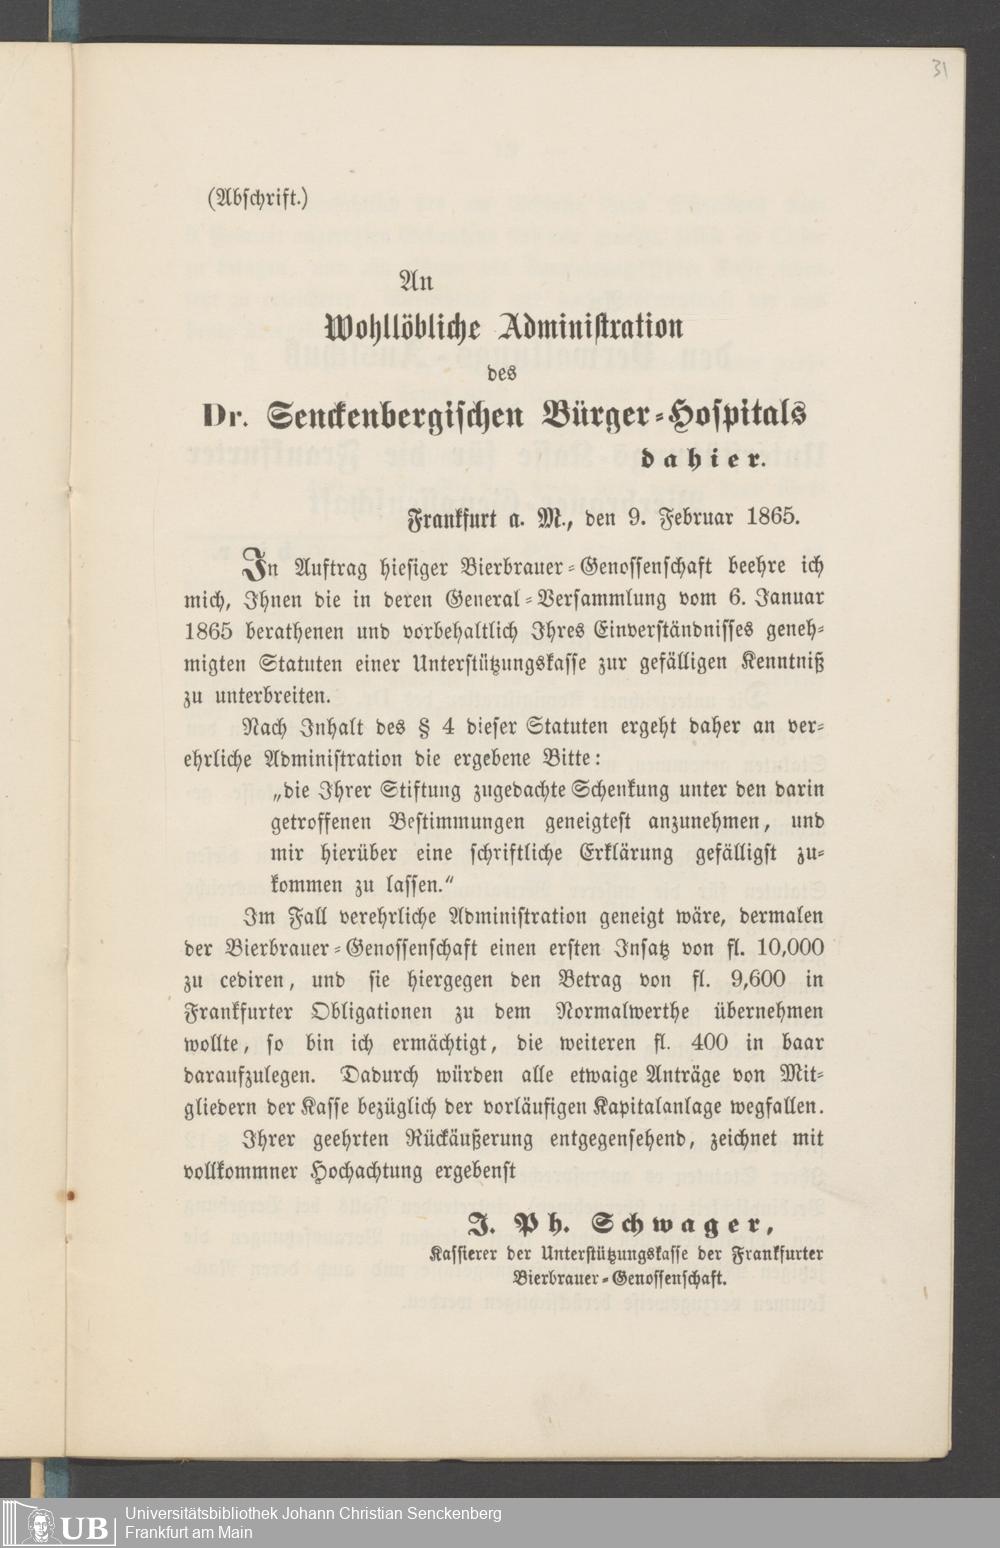 31
(Abschrift.)
An
Wohllöbliche Administration
des
Dr. Senckenbergischen Bürger-Hospitals
dahier.
Frankfurt a. M., den 9. Februar 1865.
In Auftrag hiesiger Bierbrauer-Genossenschaft beehre ich
mich, Ihnen die in deren General-Versammlung vom 6. Januar
1865 berathenen und vorbehaltlich Ihres Einverständnisses geneh-
migten Statuten einer Unterstützungskasse zur gefälligen Kenntniß
zu unterbreiten.
Nach Inhalt des § 4 dieser Statuten ergeht daher an ver-
ehrliche Administration die ergebene Bitte:
„die Ihrer Stiftung zugedachte Schenkung unter den darin
getroffenen Bestimmungen geneigtest anzunehmen, und
mir hierüber eine schriftliche Erklärung gefälligst zu-
kommen zu lassen.“
Im Fall verehrliche Administration geneigt wäre, dermalen
der Bierbrauer-Genossenschaft einen ersten Insatz von fl. 10,000
zu cediren, und sie hiergegen den Betrag von fl. 9,600 in
Frankfurter Obligationen zu dem Normalwerthe übernehmen
wollte, so bin ich ermächtigt, die weiteren fl. 400 in baar
daraufzulegen. Dadurch würden alle etwaige Anträge von Mit-
gliedern der Kasse bezüglich der vorläufigen Kapitalanlage wegfallen.
Ihrer geehrten Rückäußerung entgegensehend, zeichnet mit
vollkommner Hochachtung ergebenst
J. Ph. Schwager,
Kassierer der Unterstützungskasse der Frankfurter
Bierbrauer-Genossenschaft.
UB
Universitätsbibliothek Johann Christian Senckenberg
Frankfurt am Main